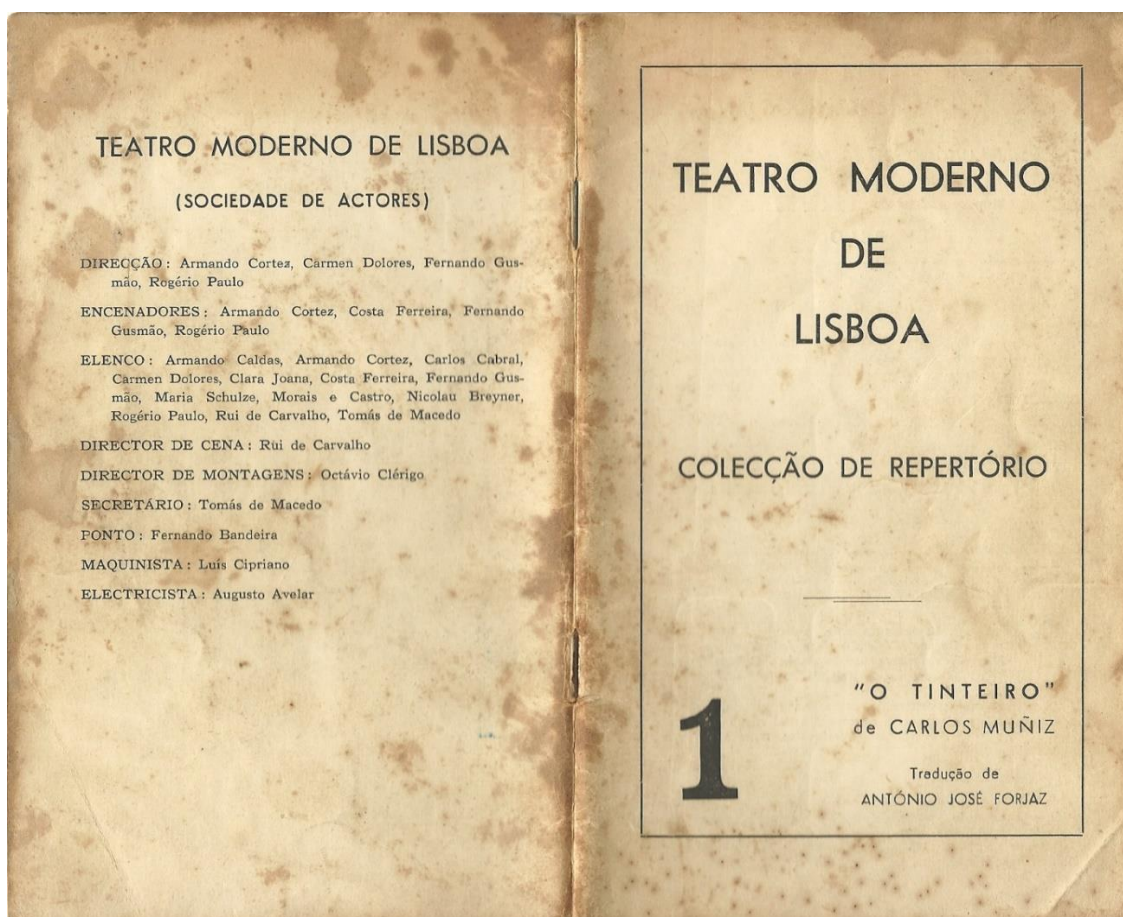 TEATRO MODERNO DE LISBOA
(SOCIEDADE DE ACTORES)
DIRECÇÃO: Armando Cortez, Carmen Dolores, Fernando Gus-
mão, Rogério Paulo
ENCENADORES: Armando Cortez, Costa Ferreira, Fernando
Gusmão, Rogério Paulo
ELENCO: Armando Caldas, Armando Cortez, Carlos Cabral,
Carmen Dolores, Clara Joana, Costa Ferreira, Fernando Gus-
mão, Maria Schulze, Morais e Castro, Nicolau Breyner,
Rogério Paulo, Rui de Carvalho, Tomás de Macedo
DIRECTOR DE CENA: Rui de Carvalho
DIRECTOR DE MONTAGENS: Octávio Clérigo
SECRETÁRIO: Tomás de Macedo
PONTO: Fernando Bandeira
MAQUINISTA: Luís Cipriano
ELECTRICISTA: Augusto Avelar
TEATRO MODERNO
DE
LISBOA
COLECÇÃO DE REPERTÓRIO
1
"O TINTEIRO"
de CARLOS MUÑIZ
Tradução de
ANTÓNIO JOSÉ FORJAZ